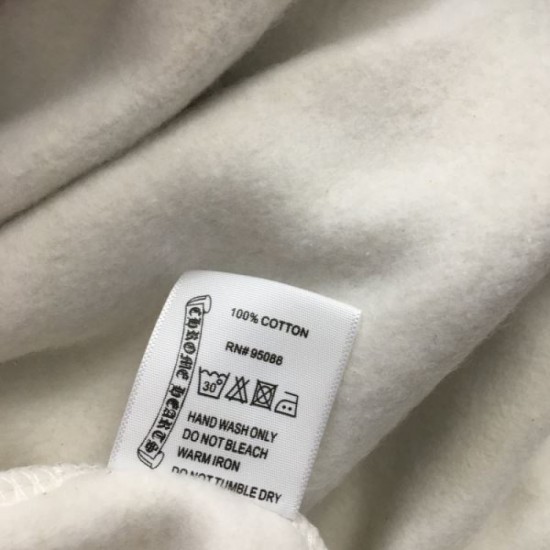 100% COTTON
RN# 95088
30°
CHROME HEARTS
HAND WASH ONLY
DO NOT BLEACH
WARM IRON
DO NOT TUMBLE DRY